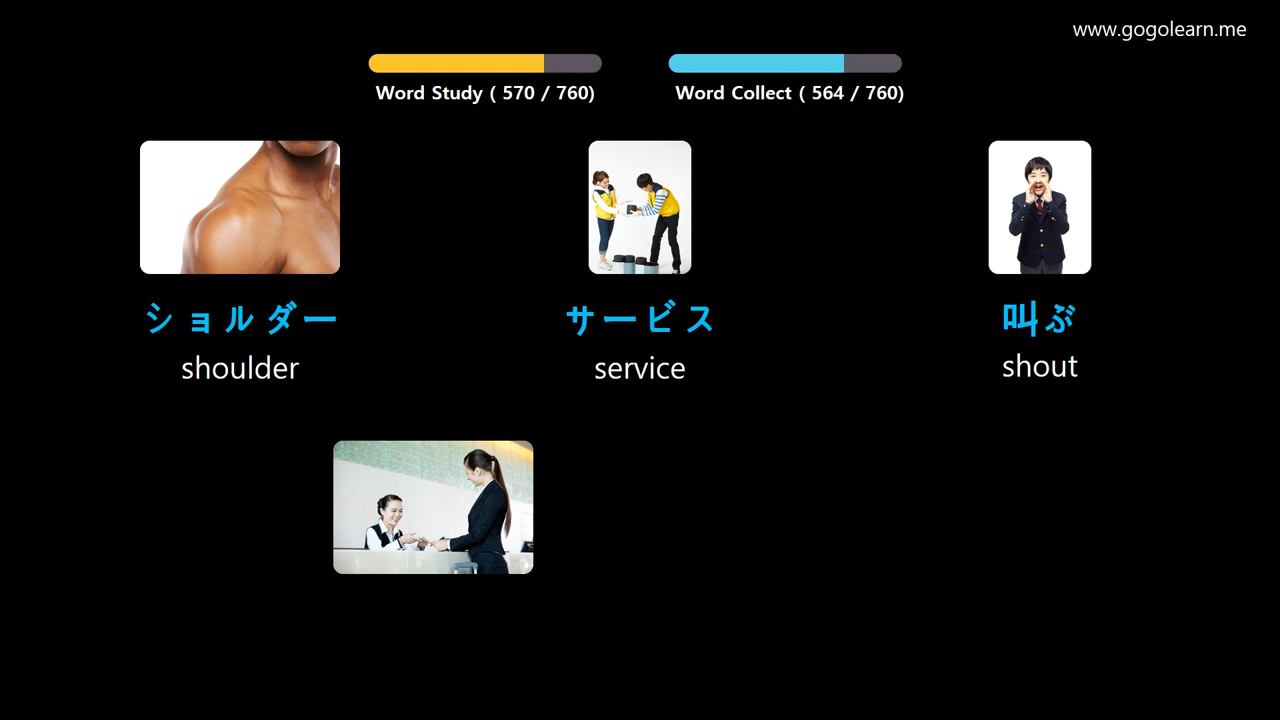 www.gogolearn.me
Word Study ( 570 / 760)
Word Collect ( 564 / 760)
ショルダー
shoulder
サービス
service
叫ぶ
shout